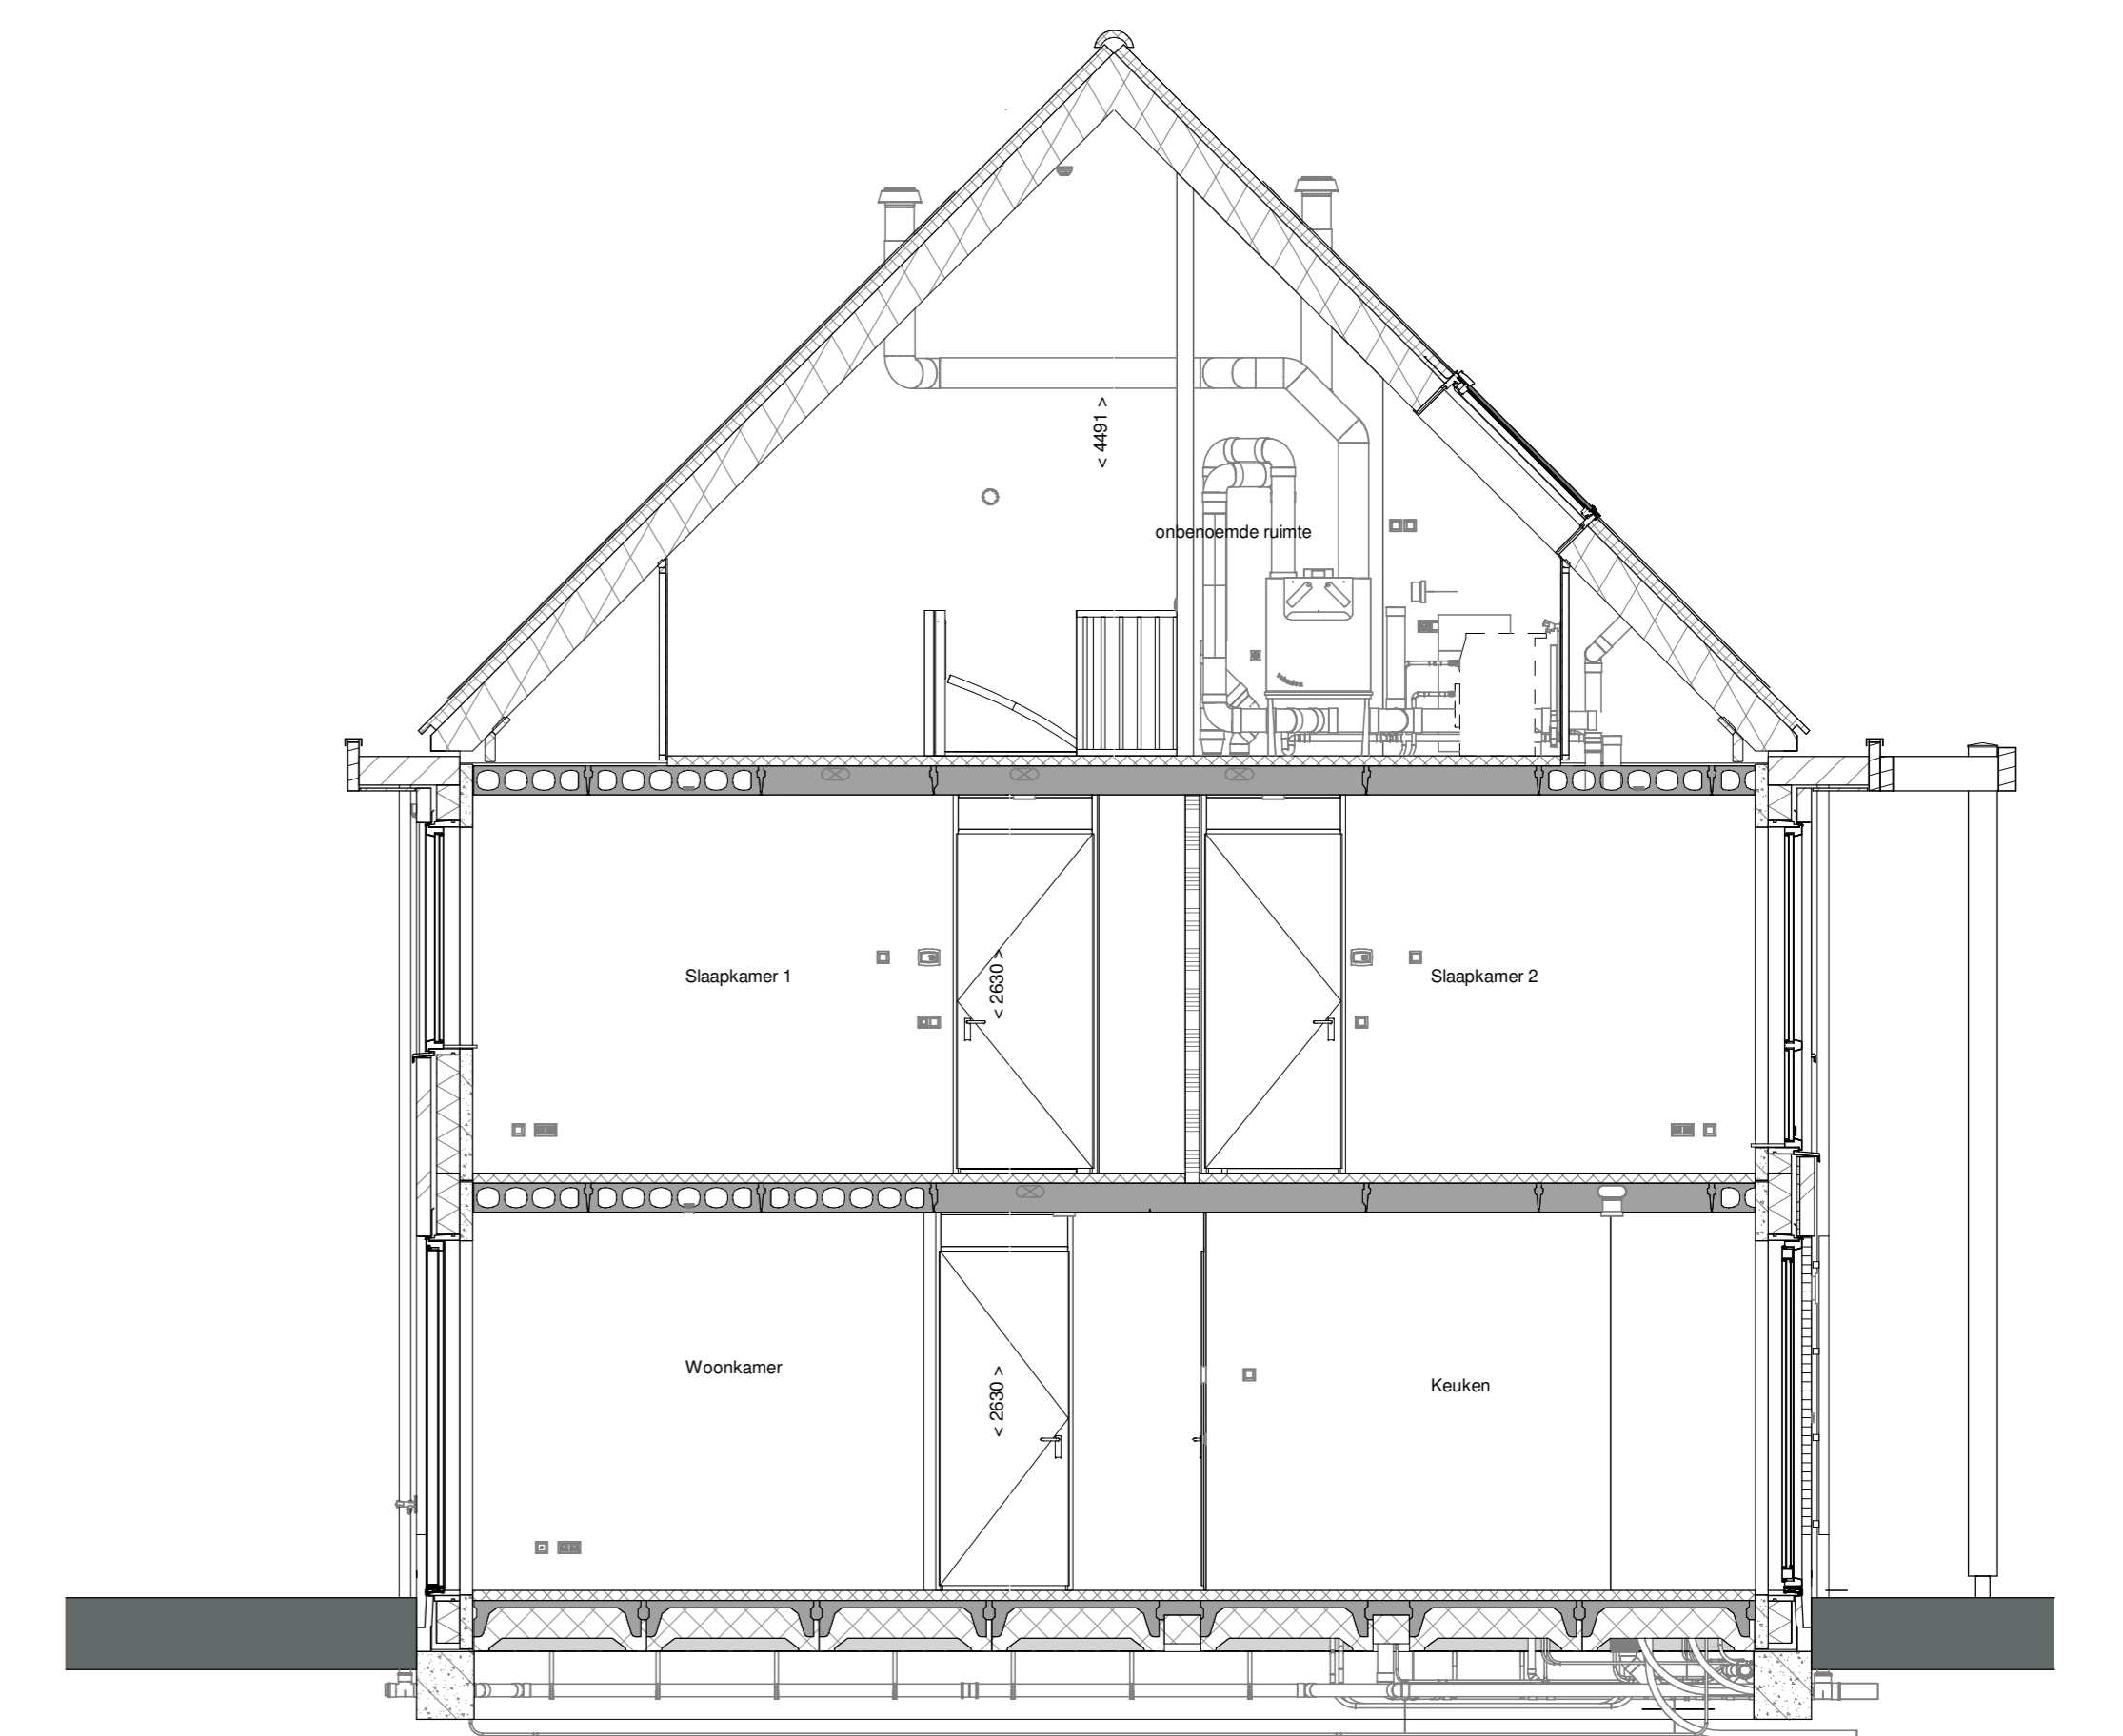 < 4491 >
onbenoemde ruimte
Slaapkamer 1
< 2630 >
Slaapkamer 2
Woonkamer
< 2630 >
Keuken